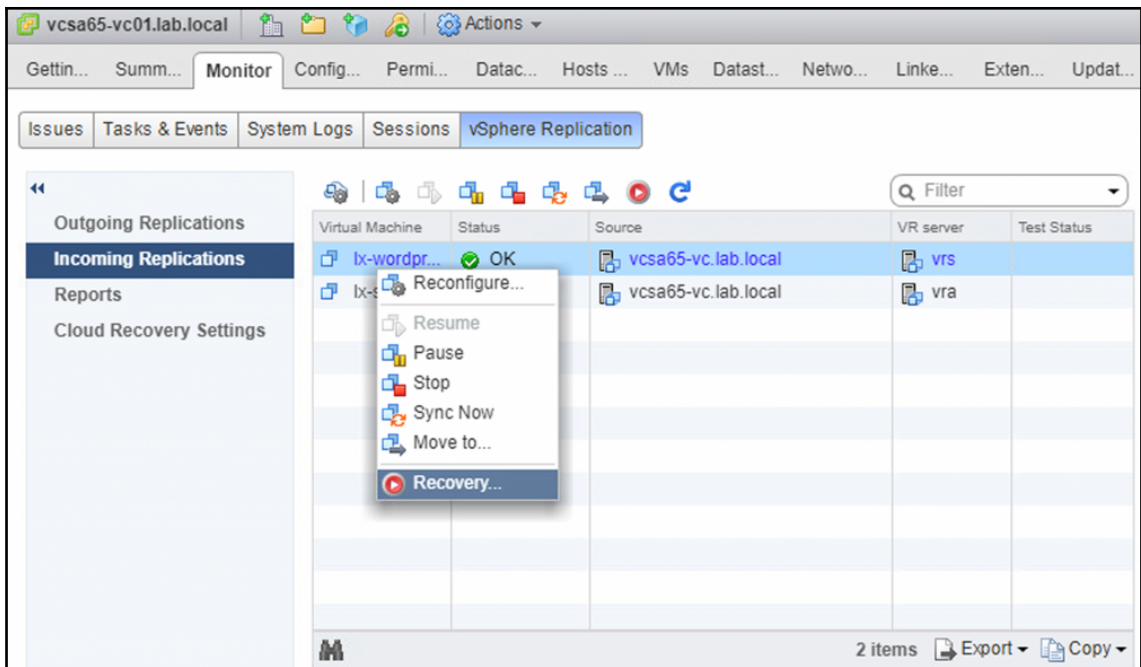 vcsa65-vc01.lab.local Actions
Gettin... Summ... Monitor Config... Permi... Datac... Hosts ... VMs Datast... Netwo... Linke... Exten... Updat...
Issues Tasks & Events System Logs Sessions vSphere Replication
Filter
Outgoing Replications
Incoming Replications
Reports
Cloud Recovery Settings
Virtual Machine Status Source VR server Test Status
lx-wordpr... OK vcsa65-vc.lab.local vrs
lx-s vcsa65-vc.lab.local vra
Reconfigure...
Resume
Pause
Stop
Sync Now
Move to...
Recovery...
2 items Export Copy